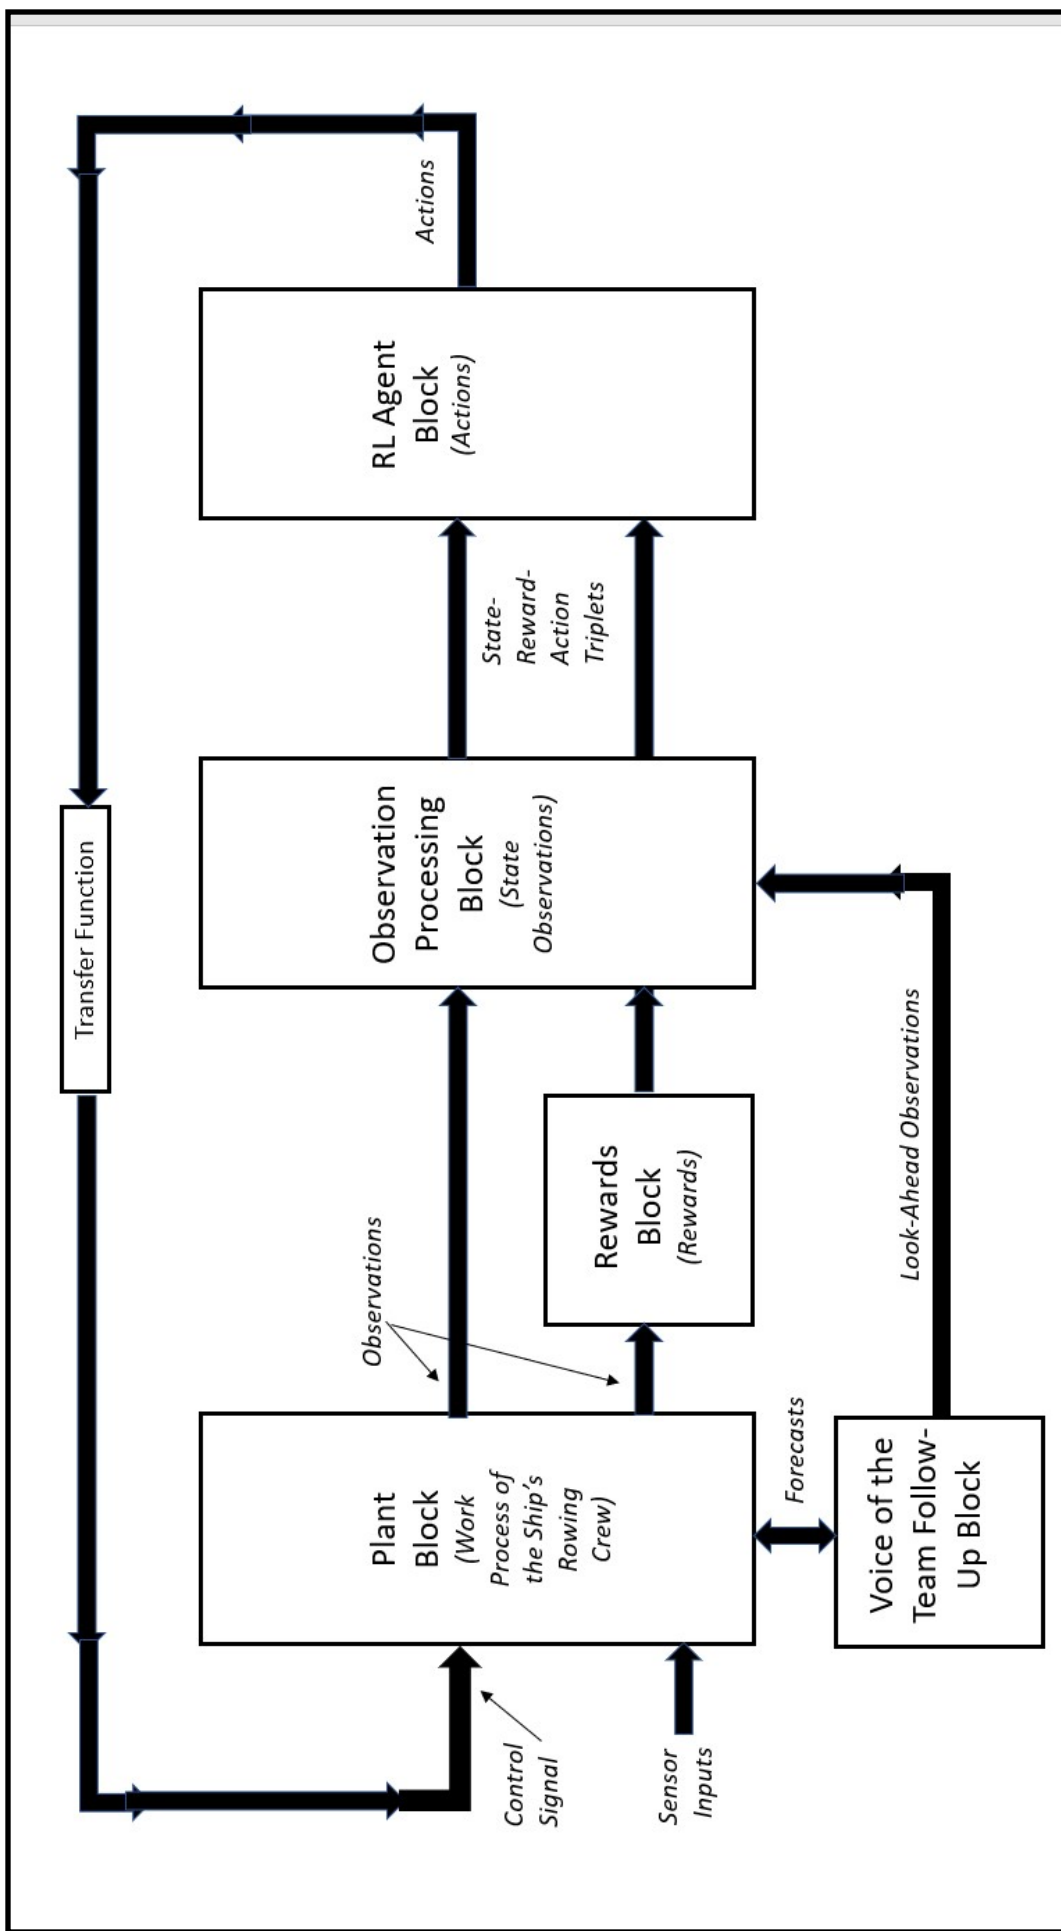 Transfer Function
Actions
Control
Signal
Sensor
Inputs
Plant
Block
(Work
Process of
the Ship's
Rowing
Crew)
Observations
Rewards
Block
(Rewards)
Observation
Processing
Block
(State
Observations)
State-
Reward-
Action
Triplets
RL Agent
Block
(Actions)
Forecasts
Voice of the
Team Follow-
Up Block
Look-Ahead Observations